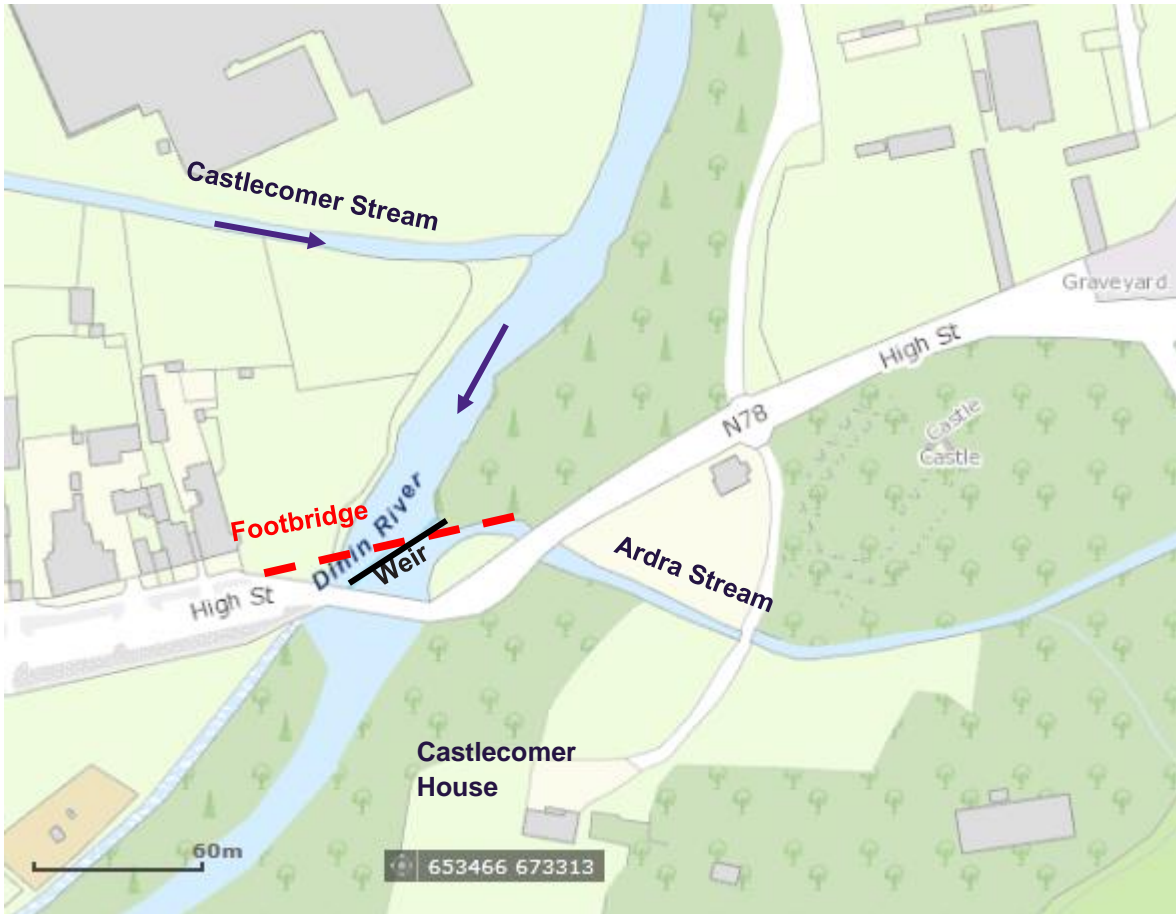 Castlecomer Stream
Graveyard
High St
N78
Castle
Castle
Footbridge
Dinin River
Weir
Ardra Stream
High St
Castlecomer
House
60m
653466 673313